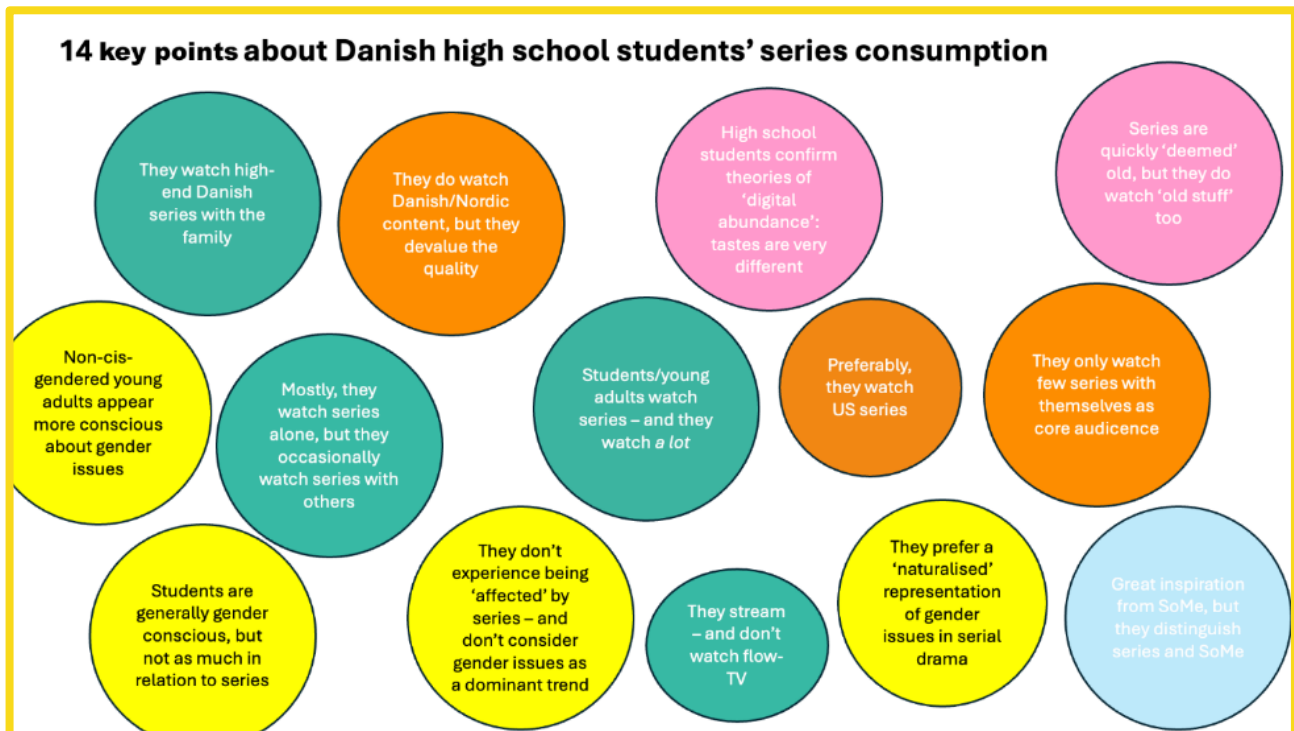 14 key points about Danish high school students’ series consumption
They watch high-
end Danish
series with the
family
They do watch
Danish/Nordic
content, but they
devalue the
quality
High school
students confirm
theories of
‘digital
abundance’:
tastes are very
different
Series are
quickly ‘deemed’
old, but they do
watch ‘old stuff’
too
Non-cis-
gendered young
adults appear
more conscious
about gender
issues
Mostly, they
watch series
alone, but they
occasionally
watch series with
others
Students/young
adults watch
series – and they
watch a lot
Preferably,
they watch
US series
They only watch
few series with
themselves as
core audicence
Students are
generally gender
conscious, but
not as much in
relation to series
They don’t
experience being
‘affected’ by
series – and
don’t consider
gender issues as
a dominant trend
They stream
– and don’t
watch flow-
TV
They prefer a
‘naturalised’
representation
of gender
issues in serial
drama
Great inspiration
from SoMe, but
they distinguish
series and SoMe